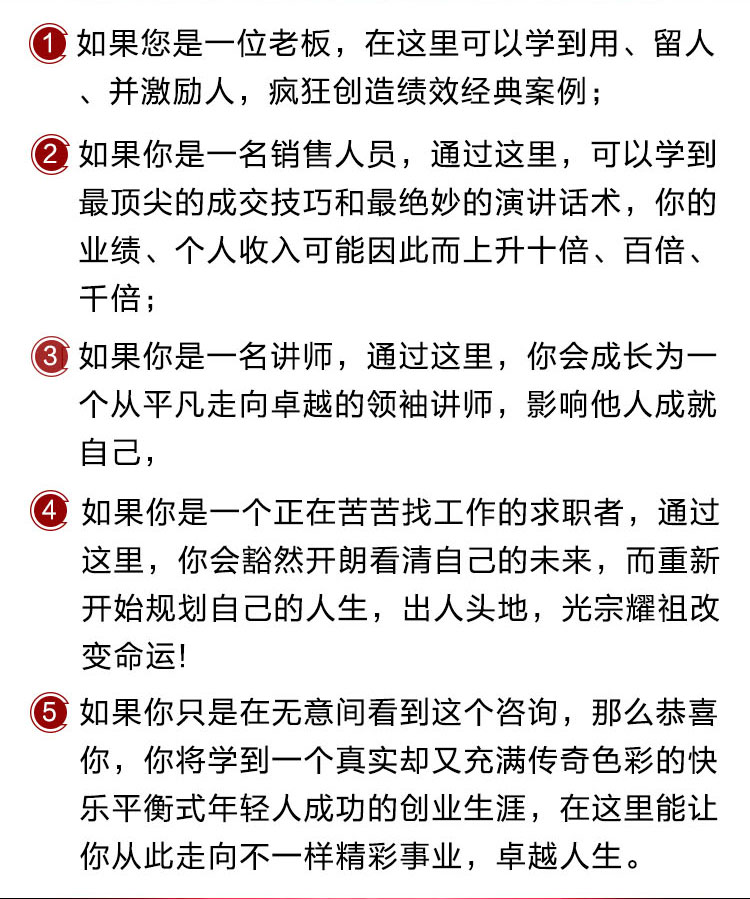 1 如果您是一位老板，在这里可以学到用、留人
、并激励人，疯狂创造绩效经典案例；
2 如果你是一名销售人员，通过这里，可以学到
最顶尖的成交技巧和最绝妙的演讲话术，你的
业绩、个人收入可能因此而上升十倍、百倍、
千倍；
3 如果你是一名讲师，通过这里，你会成长为一
个从平凡走向卓越的领袖讲师，影响他人成就
自己，
4 如果你是一个正在苦苦找工作的求职者，通过
这里，你会豁然开朗看清自己的未来，而重新
开始规划自己的人生，出人头地，光宗耀祖改
变命运!
5 如果你只是在无意间看到这个咨询，那么恭喜
你，你将学到一个真实却又充满传奇色彩的快
乐平衡式年轻人成功的创业生涯，在这里能让
你从此走向不一样精彩事业，卓越人生。